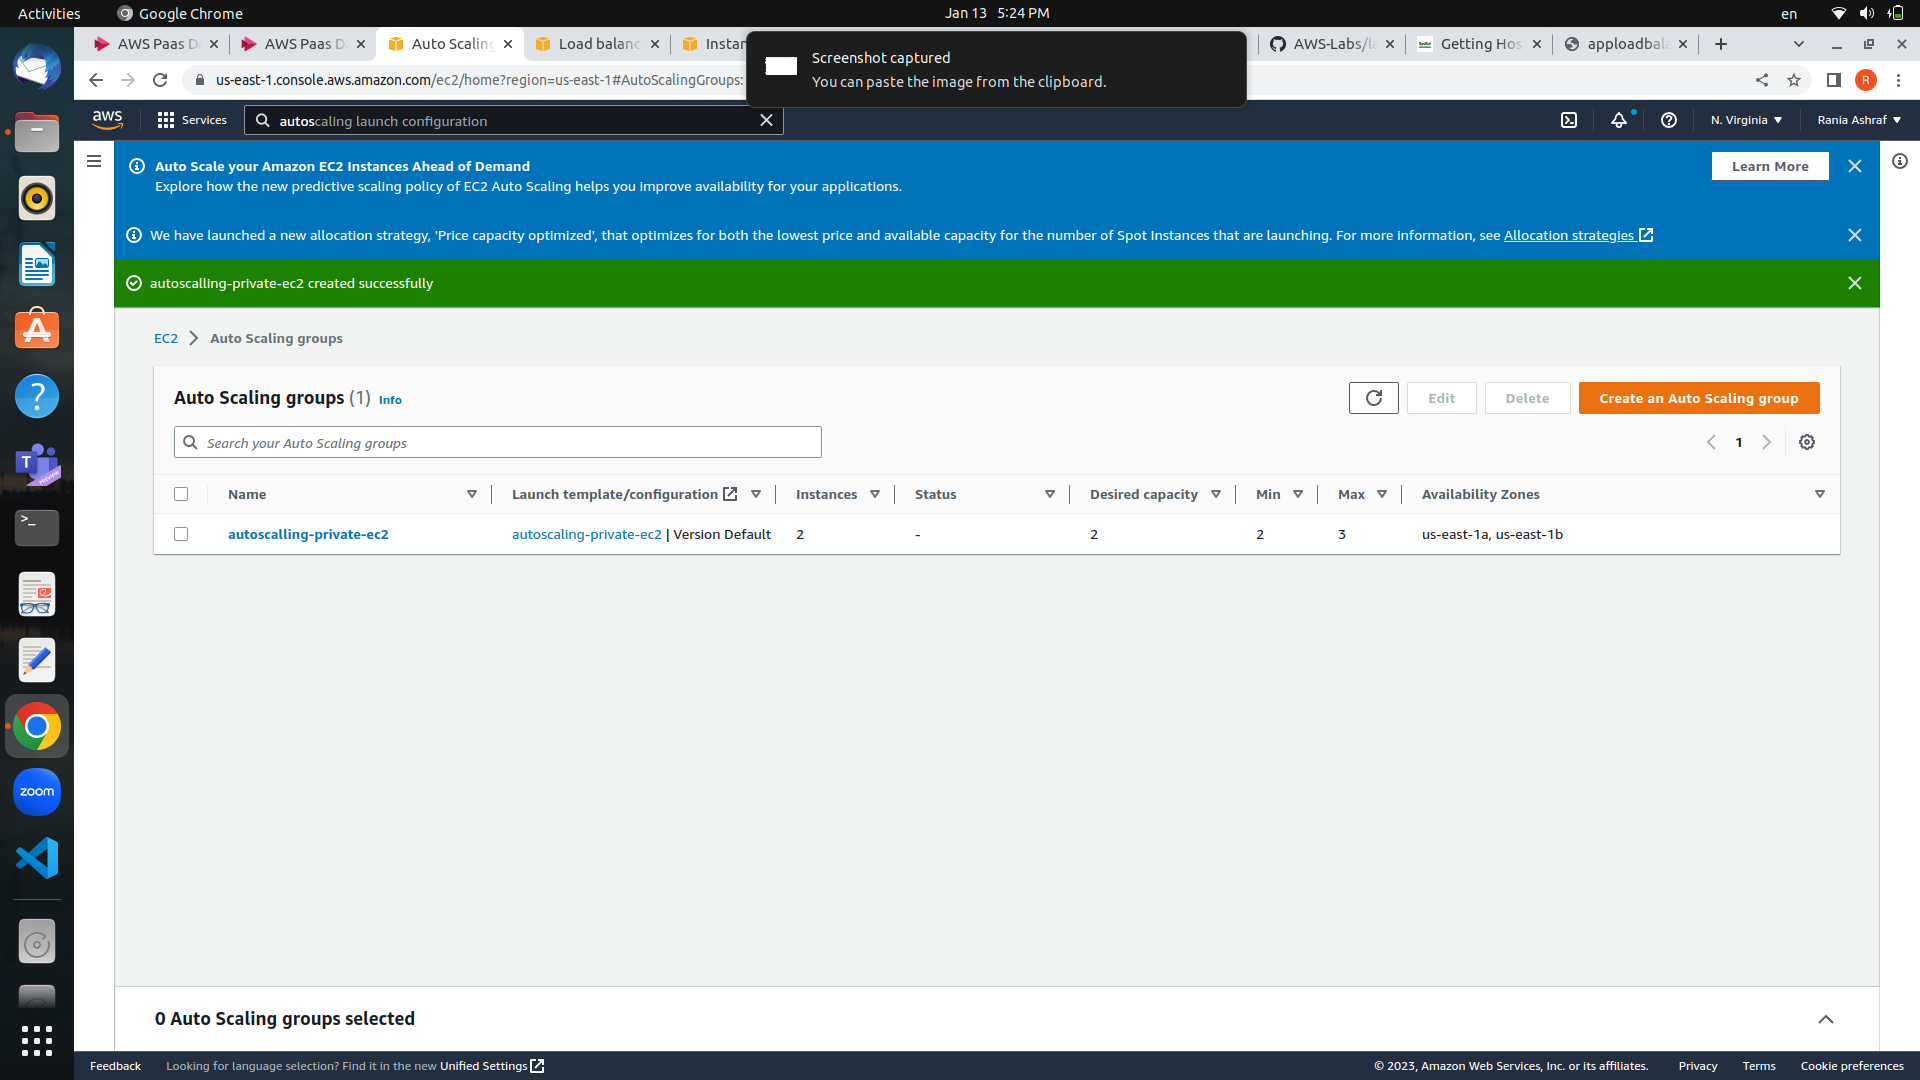 Activities
Google Chrome
Jan 13 5:24 PM
en
AWS Paas D
AWS Paas D
Auto Scaling
Load balanc
Instan
AWS-Labs/la
Getting Hos
apploadbala
Screenshot captured
You can paste the image from the clipboard.
us-east-1.console.aws.amazon.com/ec2/home?region=us-east-1#AutoScalingGroups:
R
aws
Services
autoscaling launch configuration
N. Virginia
Rania Ashraf
Auto Scale your Amazon EC2 Instances Ahead of Demand
Learn More
Explore how the new predictive scaling policy of EC2 Auto Scaling helps you improve availability for your applications.
We have launched a new allocation strategy, 'Price capacity optimized', that optimizes for both the lowest price and available capacity for the number of Spot Instances that are launching. For more information, see Allocation strategies
autoscalling-private-ec2 created successfully
EC2 > Auto Scaling groups
Auto Scaling groups (1) Info
Edit
Delete
Create an Auto Scaling group
Search your Auto Scaling groups
1
Name
Launch template/configuration
Instances
Status
Desired capacity
Min
Max
Availability Zones
autoscalling-private-ec2
autoscaling-private-ec2 | Version Default
2
-
2
2
3
us-east-1a, us-east-1b
T
PREVIEW
zoom
0 Auto Scaling groups selected
Feedback
Looking for language selection? Find it in the new Unified Settings
© 2023, Amazon Web Services, Inc. or its affiliates.
Privacy
Terms
Cookie preferences